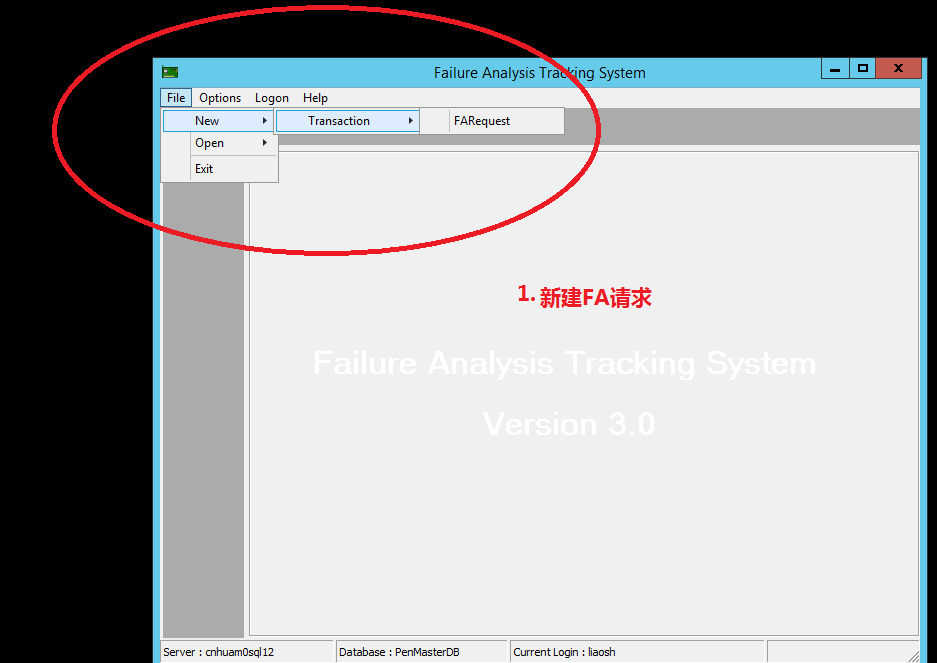 Failure Analysis Tracking System
File Options Logon Help
New Transaction FARequest
Open
Exit
1. 新建FA请求
Failure Analysis Tracking System
Version 3.0
Server : cnhuam0sql12 Database : PenMasterDB Current Login : liaosh